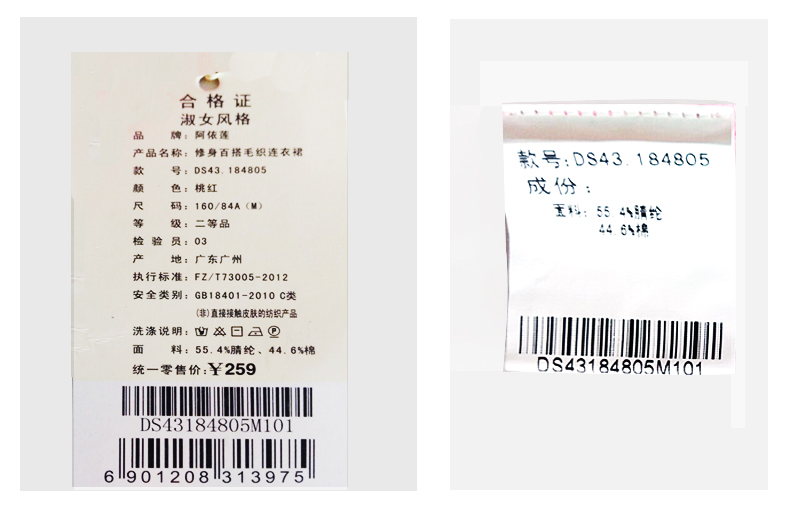 合格证
淑女风格
品 牌：阿依莲
产品名称：修身百搭毛织连衣裙
款 号：DS43.184805
颜 色：桃红
尺 码：160/84A（M）
等 级：二等品
检 验 员：03
产 地：广东广州
执行标准：FZ/T73005-2012
安全类别：GB18401-2010 C类
(非)直接接触皮肤的纺织产品
洗涤说明：
面 料：55.4%腈纶、44.6%棉
统一零售价:￥259
DS43184805M101
6 901208 313975
款号:DS43.184805
成份：
面料：55.4%腈纶
44.6%棉
DS43184805M101